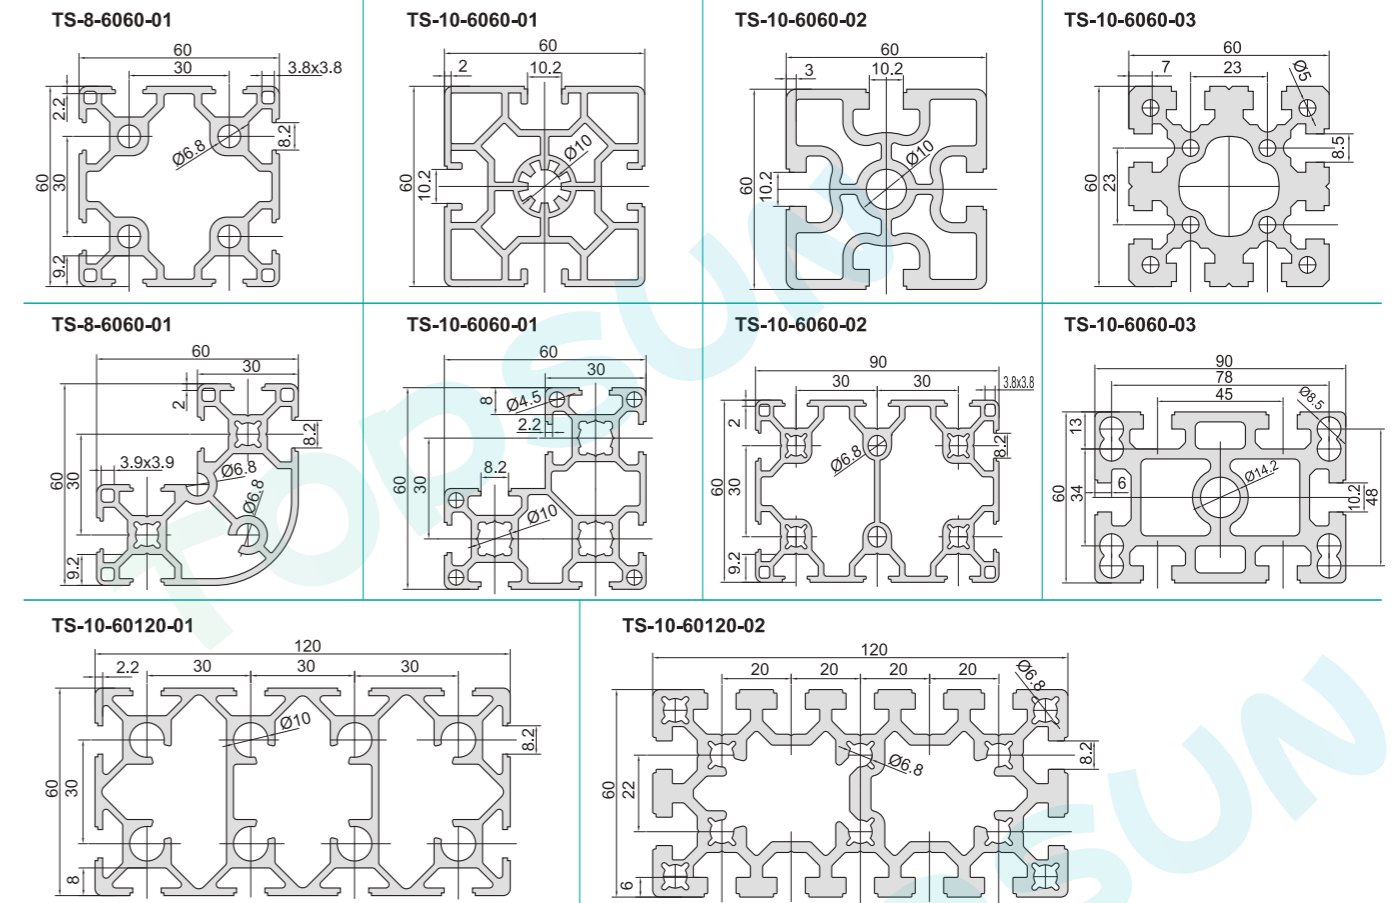 TS-8-6060-01
60
30
3.8x3.8
2.2
8.2
Ø6.8
60
30
9.2
TS-10-6060-01
60
2
10.2
Ø10
60
10.2
TS-10-6060-02
60
3
10.2
Ø10
60
10.2
TS-10-6060-03
60
7
23
Ø5
8.5
60
23
TS-8-6060-01
60
30
2
8.2
3.9x3.9
Ø6.8
Ø6.8
60
30
9.2
TS-10-6060-01
60
30
8
Ø4.5
2.2
8.2
60
30
Ø10
TS-10-6060-02
90
30
30
3.8x3.8
2
8.2
Ø6.8
60
30
9.2
TS-10-6060-03
90
78
45
Ø8.5
13
6
Ø14.2
60
34
10.2
48
TS-10-60120-01
120
2.2
30
30
30
Ø10
8.2
60
30
8
TS-10-60120-02
120
20
20
20
20
Ø6.8
8.2
Ø6.8
60
22
6
TOPSUN
OPSUN